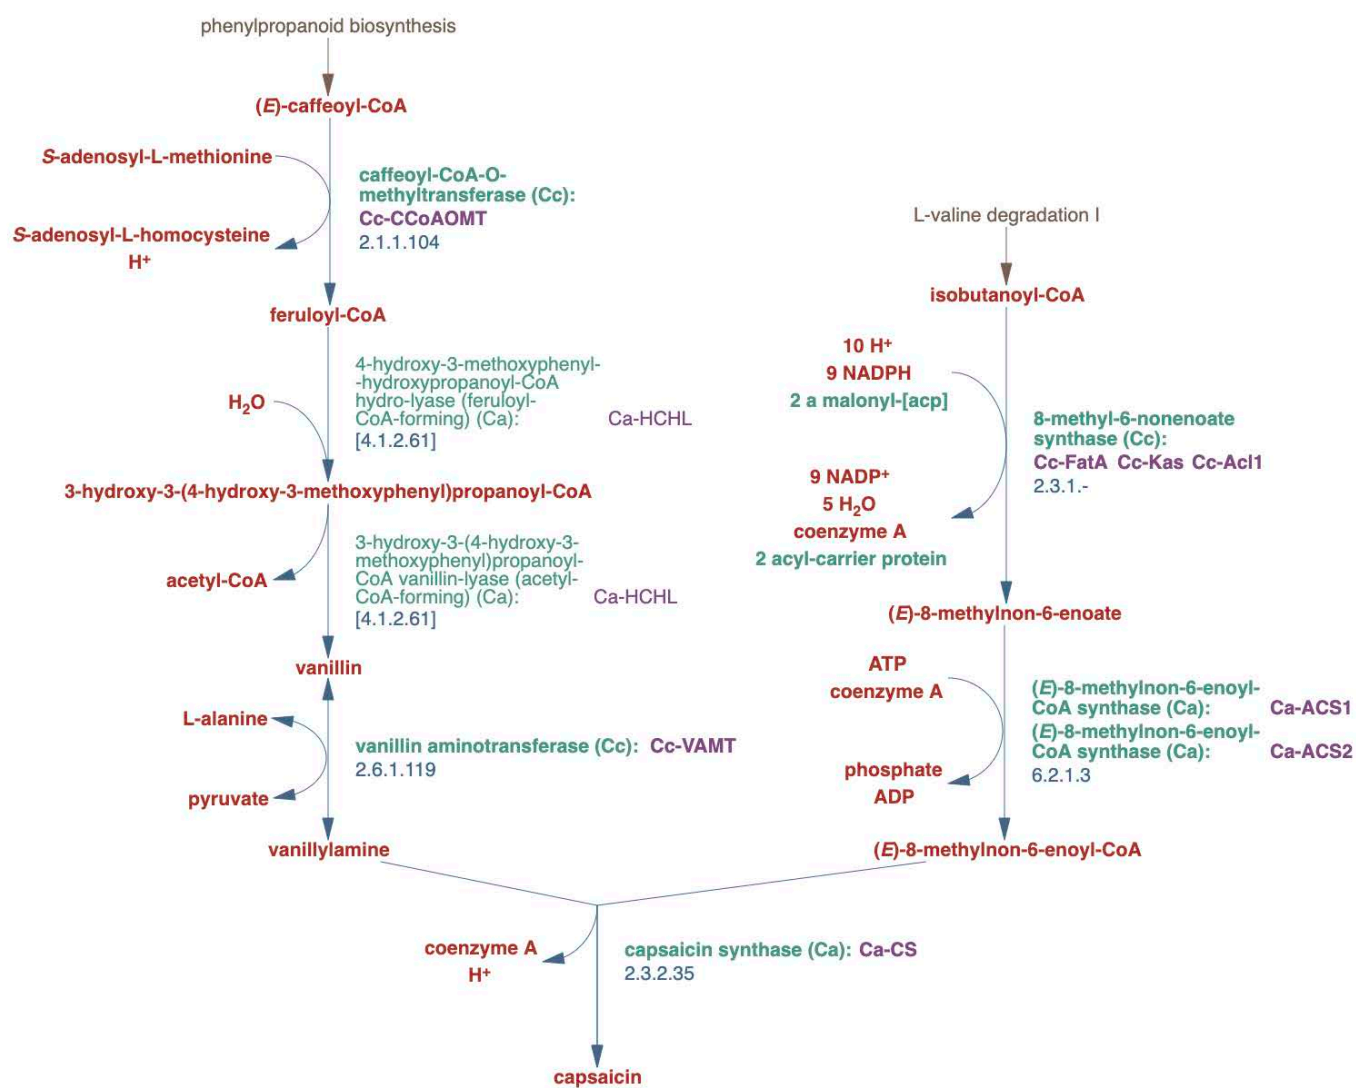 phenylpropanoid biosynthesis
(E)-caffeoyl-CoA
S-adenosyl-L-methionine
caffeoyl-CoA-O-
methyltransferase (Cc):
Cc-CCoAOMT
2.1.1.104
S-adenosyl-L-homocysteine
H+
feruloyl-CoA
4-hydroxy-3-methoxyphenyl-
-hydroxypropanoyl-CoA
hydro-lyase (feruloyl-
CoA-forming) (Ca): Ca-HCHL
[4.1.2.61]
H2O
3-hydroxy-3-(4-hydroxy-3-methoxyphenyl)propanoyl-CoA
3-hydroxy-3-(4-hydroxy-3-
methoxyphenyl)propanoyl-
CoA vanillin-lyase (acetyl-
CoA-forming) (Ca): Ca-HCHL
[4.1.2.61]
acetyl-CoA
vanillin
L-alanine
vanillin aminotransferase (Cc): Cc-VAMT
2.6.1.119
pyruvate
vanillylamine
L-valine degradation I
isobutanoyl-CoA
10 H+
9 NADPH
2 a malonyl-[acp]
8-methyl-6-nonenoate
synthase (Cc):
Cc-FatA Cc-Kas Cc-Acl1
2.3.1.-
9 NADP+
5 H2O
coenzyme A
2 acyl-carrier protein
(E)-8-methylnon-6-enoate
ATP
coenzyme A
(E)-8-methylnon-6-enoyl-
CoA synthase (Ca): Ca-ACS1
(E)-8-methylnon-6-enoyl-
CoA synthase (Ca): Ca-ACS2
6.2.1.3
phosphate
ADP
(E)-8-methylnon-6-enoyl-CoA
coenzyme A
H+
capsaicin synthase (Ca): Ca-CS
2.3.2.35
capsaicin